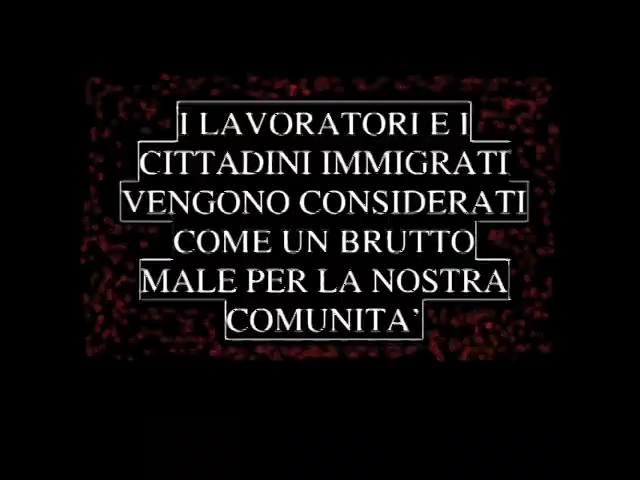 I LAVORATORI E I
CITTADINI IMMIGRATI
VENGONO CONSIDERATI
COME UN BRUTTO
MALE PER LA NOSTRA
COMUNITA’